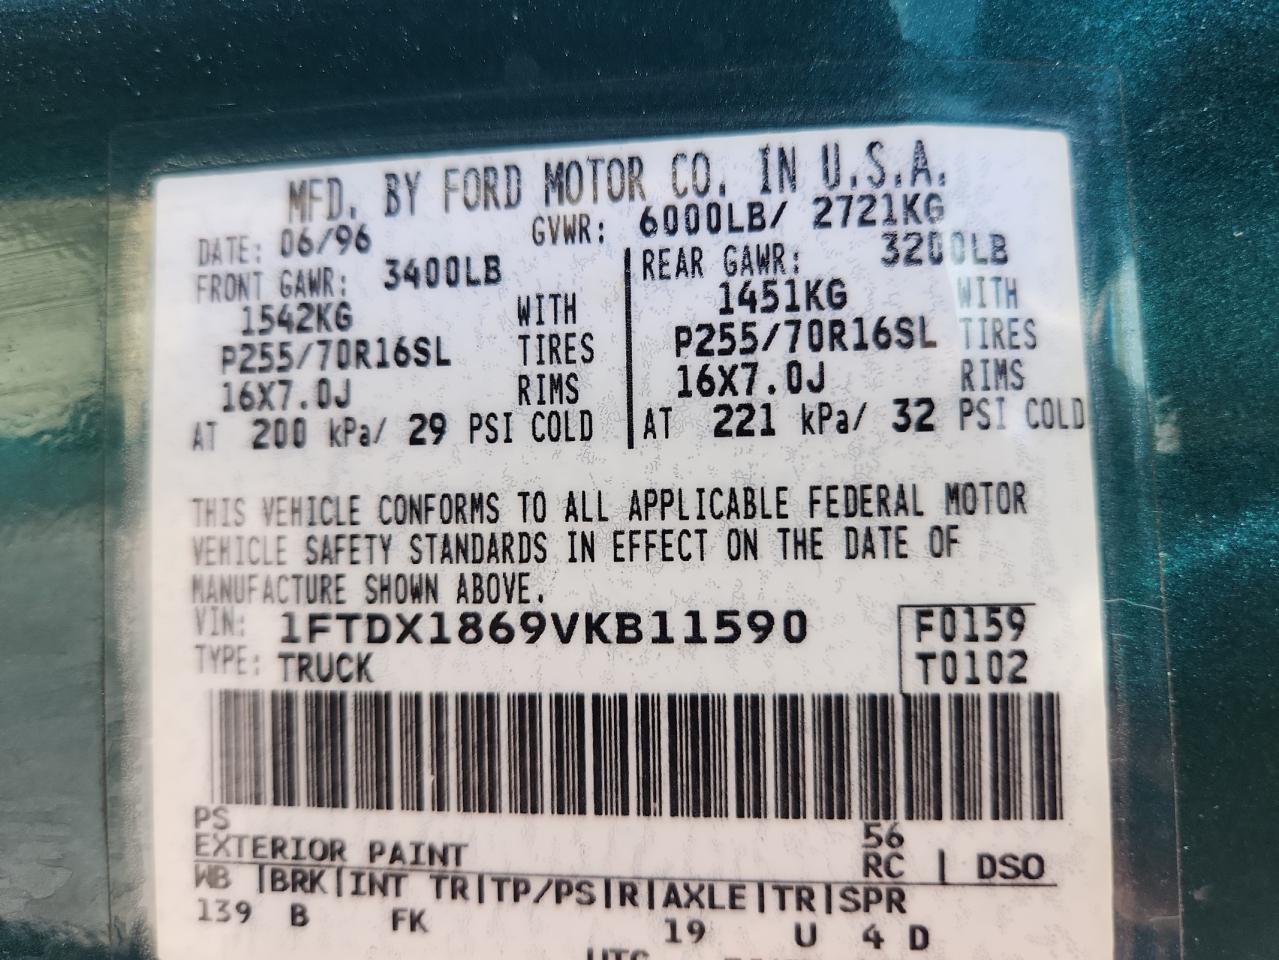 MFD. BY FORD MOTOR CO. IN U.S.A.
DATE: 06/96 GVWR: 6000LB/ 2721KG
FRONT GAWR: 3400LB REAR GAWR: 3200LB
1542KG WITH 1451KG WITH
P255/70R16SL TIRES P255/70R16SL TIRES
16X7.0J RIMS 16X7.0J RIMS
AT 200 kPa/ 29 PSI COLD AT 221 kPa/ 32 PSI COLD
THIS VEHICLE CONFORMS TO ALL APPLICABLE FEDERAL MOTOR
VEHICLE SAFETY STANDARDS IN EFFECT ON THE DATE OF
MANUFACTURE SHOWN ABOVE.
VIN: 1FTDX1869VKB11590 F0159
TYPE: TRUCK T0102
PS 56
EXTERIOR PAINT RC | DSO
WB |BRK|INT TR|TP/PS|R|AXLE|TR|SPR
139 B FK 19 U 4 D